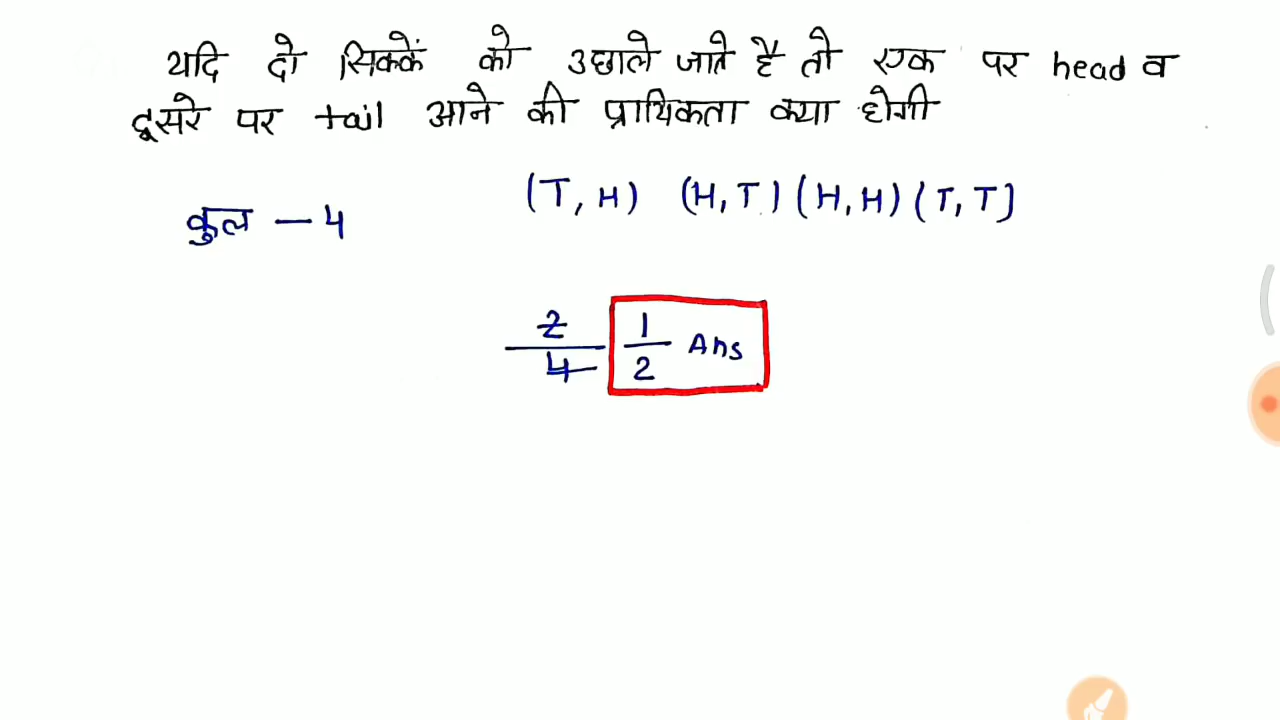 यदि दो सिक्कें को उछाले जाते है तो एक पर head व
दूसरे पर tail आने की प्रायिकता क्या होगी
(T, H) (H, T) (H, H) (T, T)
कुल - 4
2/4 1/2 Ans